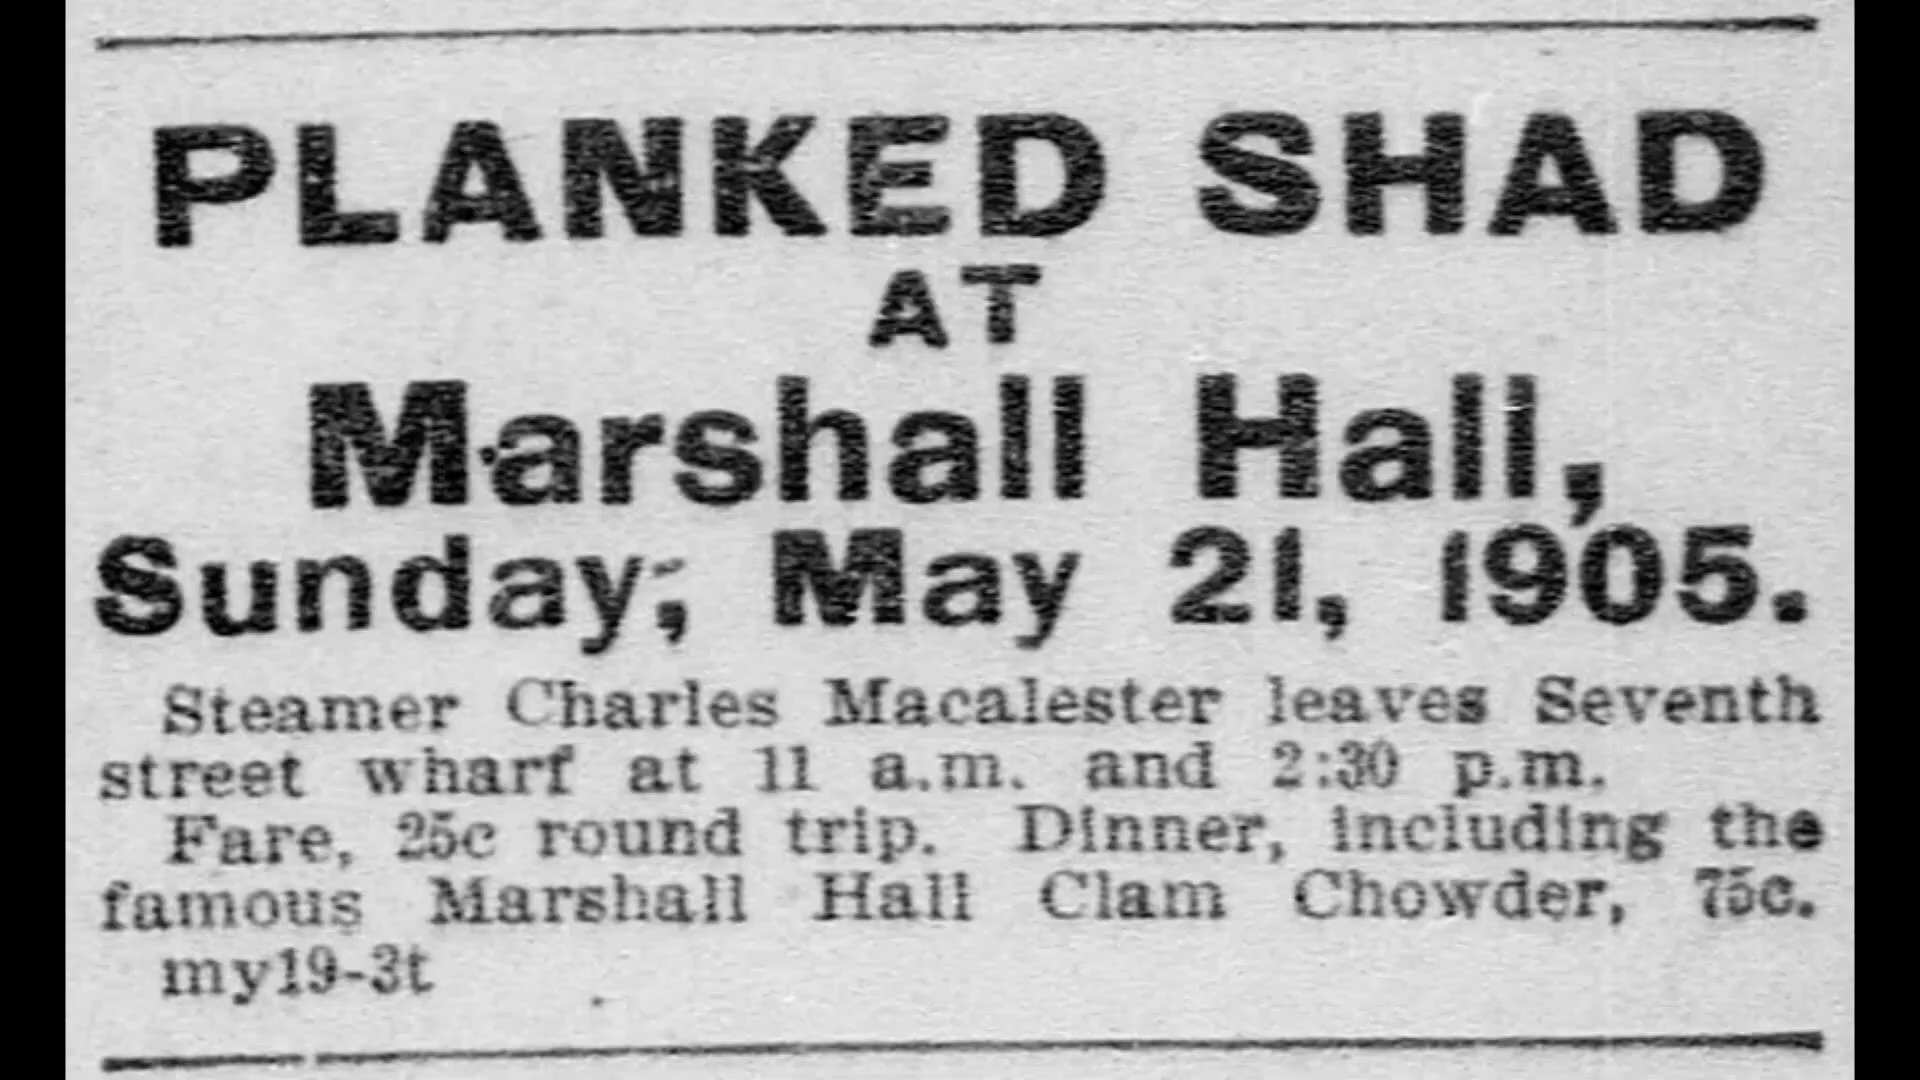 PLANKED SHAD
AT
Marshall Hall,
Sunday, May 21, 1905.
Steamer Charles Macalester leaves Seventh
street wharf at 11 a.m. and 2:30 p.m.
Fare, 25c round trip. Dinner, including the
famous Marshall Hall Clam Chowder, 75c.
my19-3t